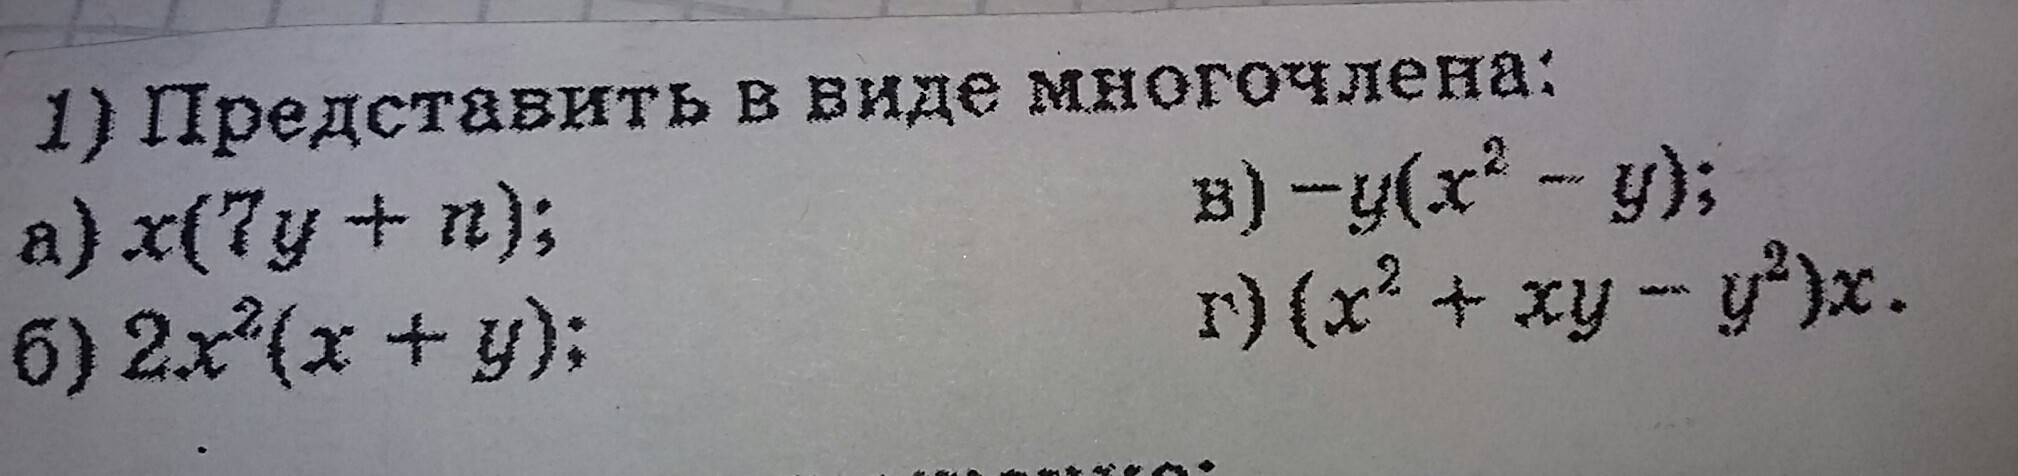 1) Представить в виде многочлена:
а) x(7y + n);
б) 2x²(x + y);
в) −y(x² − y);
г) (x² + xy − y²)x.